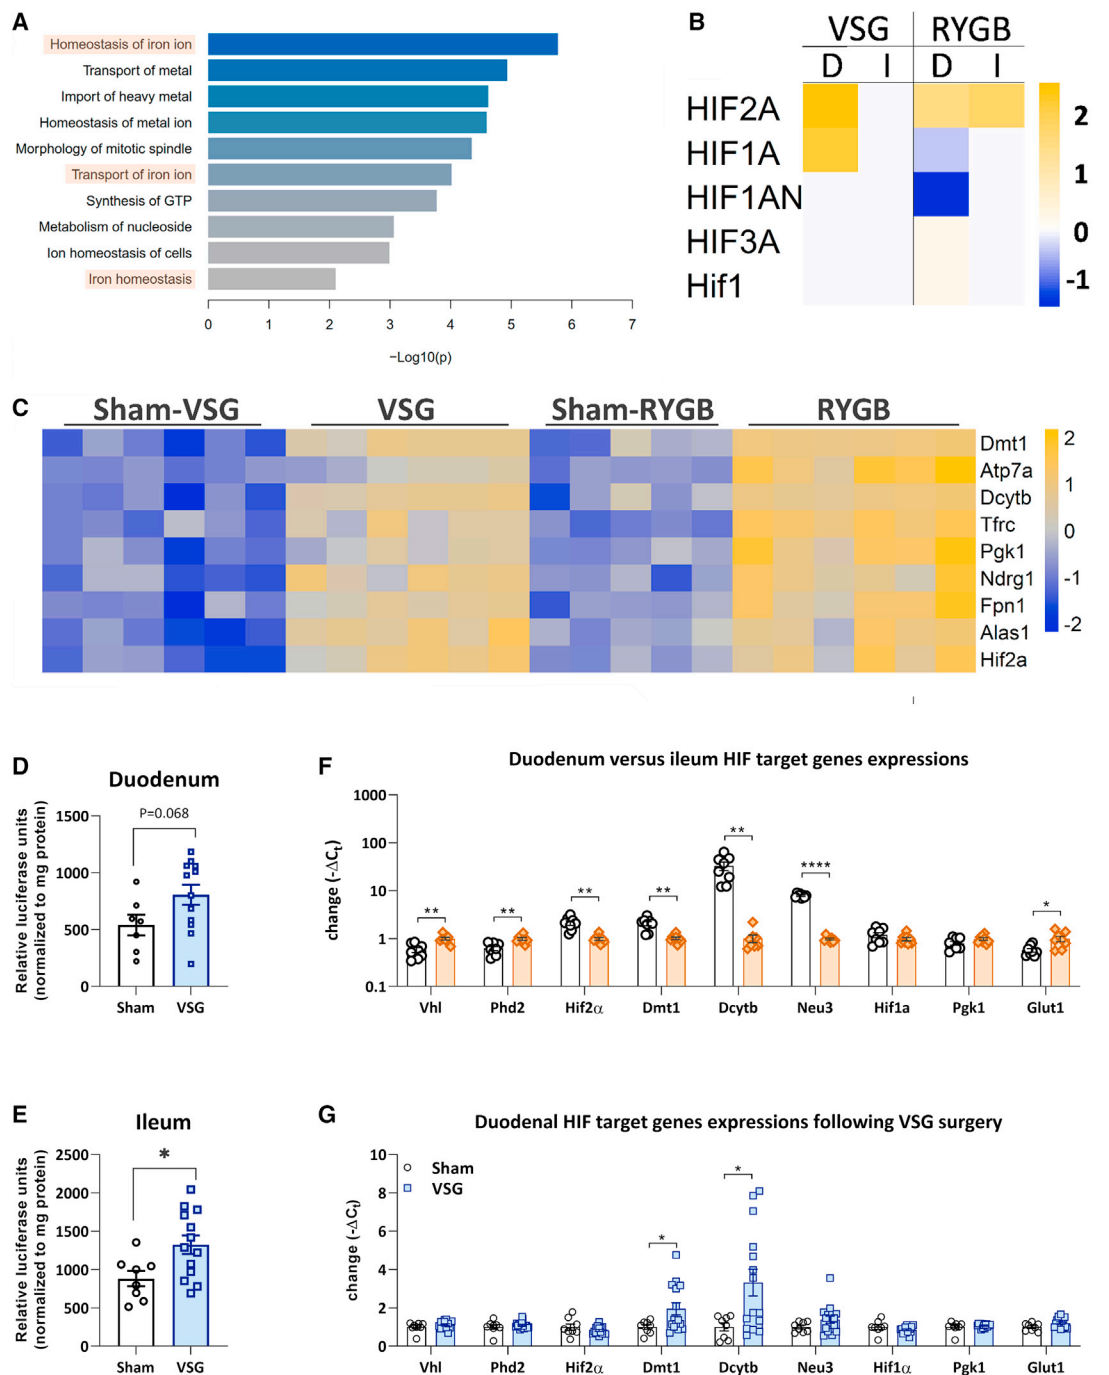 A
Homeostasis of iron ion
Transport of metal
Import of heavy metal
Homeostasis of metal ion
Morphology of mitotic spindle
Transport of iron ion
Synthesis of GTP
Metabolism of nucleoside
Ion homeostasis of cells
Iron homeostasis
0 1 2 3 4 5 6 7
−Log10(p)
B
VSG RYGB
D I D I
HIF2A
HIF1A
HIF1AN
HIF3A
Hif1
2
1
0
-1
C
Sham-VSG VSG Sham-RYGB RYGB
Dmt1
Atp7a
Dcytb
Tfrc
Pgk1
Ndrg1
Fpn1
Alas1
Hif2a
2
1
0
-1
-2
D
Duodenum
Relative luciferase units
(normalized to mg protein)
1500
1000
500
0
P=0.068
Sham VSG
F
Duodenum versus ileum HIF target genes expressions
change (-ΔCt)
1000
100
10
1
0.1
** ** ** ** ** **** *
Vhl Phd2 Hif2α Dmt1 Dcytb Neu3 Hif1a Pgk1 Glut1
E
Ileum
Relative luciferase units
(normalized to mg protein)
2500
2000
1500
1000
500
0
*
Sham VSG
G
Duodenal HIF target genes expressions following VSG surgery
change (-ΔCt)
10
8
6
4
2
0
Sham
VSG
* *
Vhl Phd2 Hif2α Dmt1 Dcytb Neu3 Hif1α Pgk1 Glut1